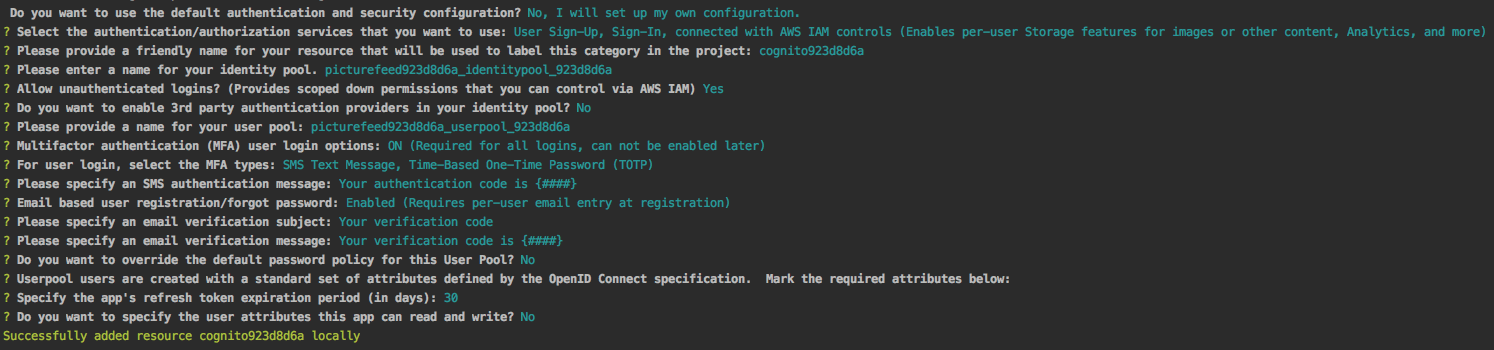 Do you want to use the default authentication and security configuration? No, I will set up my own configuration.
? Select the authentication/authorization services that you want to use: User Sign-Up, Sign-In, connected with AWS IAM controls (Enables per-user Storage features for images or other content, Analytics, and more)
? Please provide a friendly name for your resource that will be used to label this category in the project: cognito923d8d6a
? Please enter a name for your identity pool. picturefeed923d8d6a_identitypool_923d8d6a
? Allow unauthenticated logins? (Provides scoped down permissions that you can control via AWS IAM) Yes
? Do you want to enable 3rd party authentication providers in your identity pool? No
? Please provide a name for your user pool: picturefeed923d8d6a_userpool_923d8d6a
? Multifactor authentication (MFA) user login options: ON (Required for all logins, can not be enabled later)
? For user login, select the MFA types: SMS Text Message, Time-Based One-Time Password (TOTP)
? Please specify an SMS authentication message: Your authentication code is {####}
? Email based user registration/forgot password: Enabled (Requires per-user email entry at registration)
? Please specify an email verification subject: Your verification code
? Please specify an email verification message: Your verification code is {####}
? Do you want to override the default password policy for this User Pool? No
? Userpool users are created with a standard set of attributes defined by the OpenID Connect specification.  Mark the required attributes below:
? Specify the app's refresh token expiration period (in days): 30
? Do you want to specify the user attributes this app can read and write? No
Successfully added resource cognito923d8d6a locally